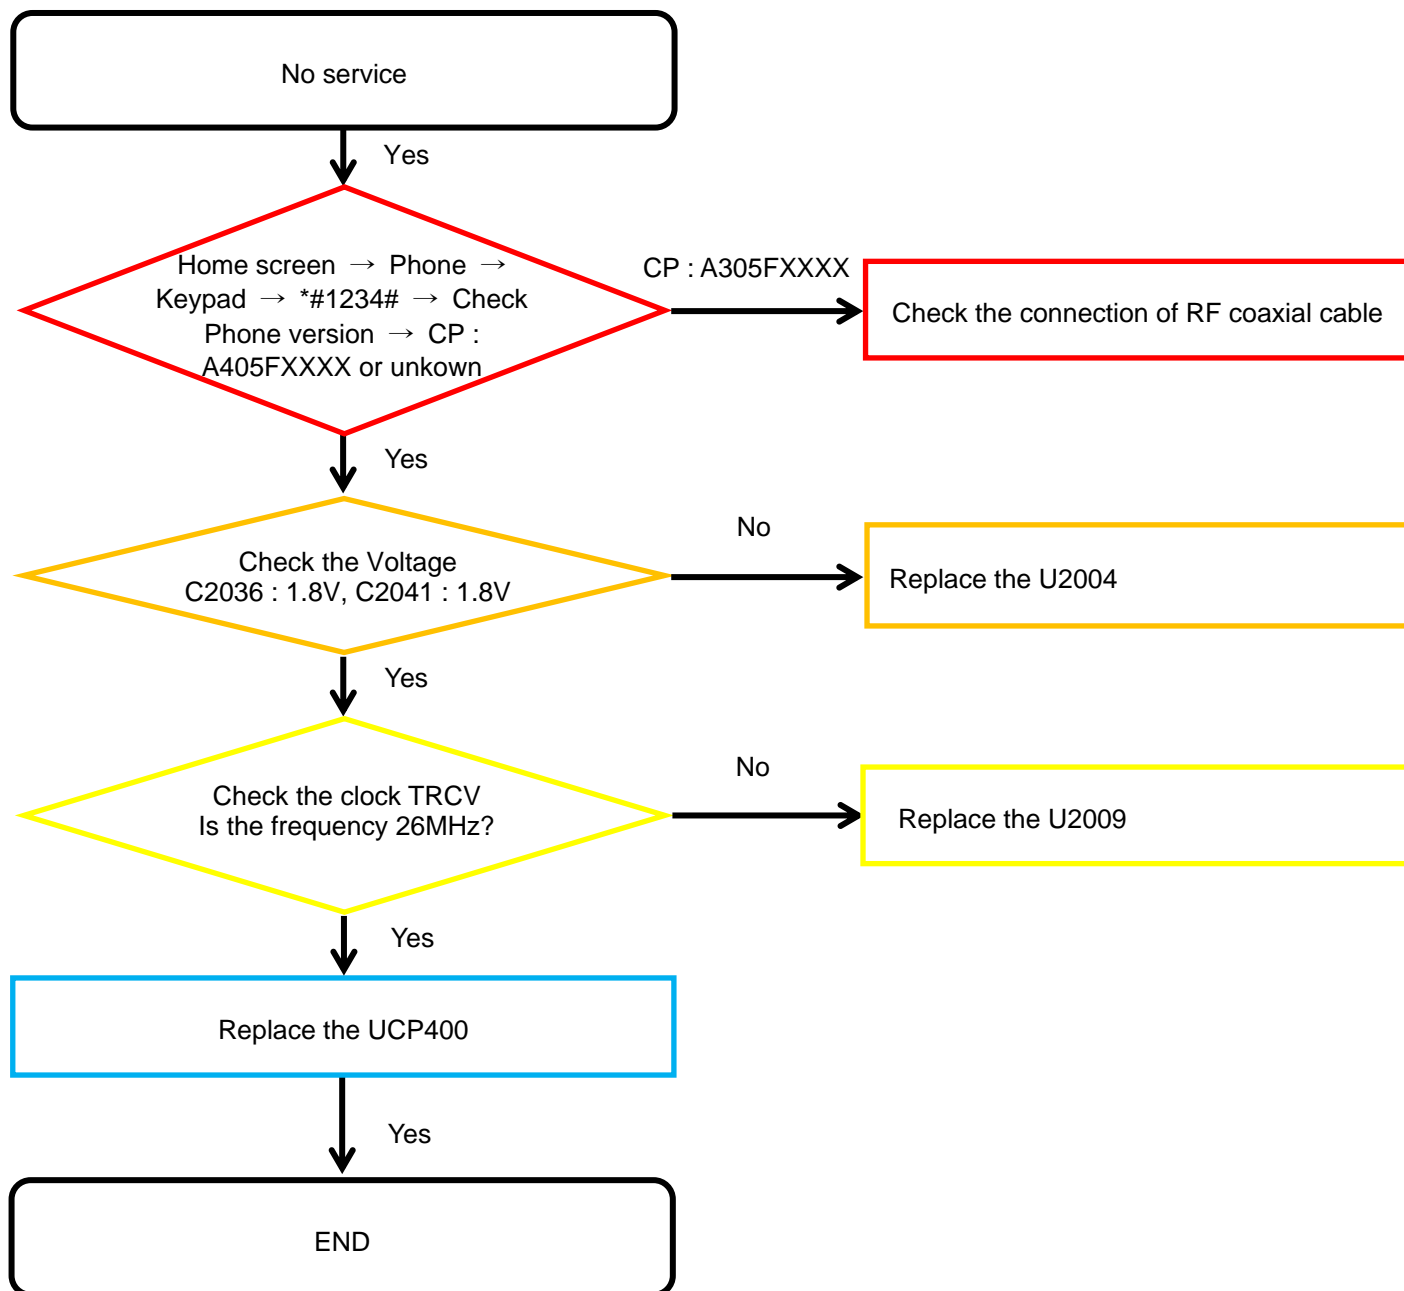 No service
Yes
Home screen → Phone →
Keypad → *#1234# → Check
Phone version → CP :
A405FXXXX or unkown
CP : A305FXXXX
Check the connection of RF coaxial cable
Yes
Check the Voltage
C2036 : 1.8V, C2041 : 1.8V
No
Replace the U2004
Yes
Check the clock TRCV
Is the frequency 26MHz?
No
Replace the U2009
Yes
Replace the UCP400
Yes
END